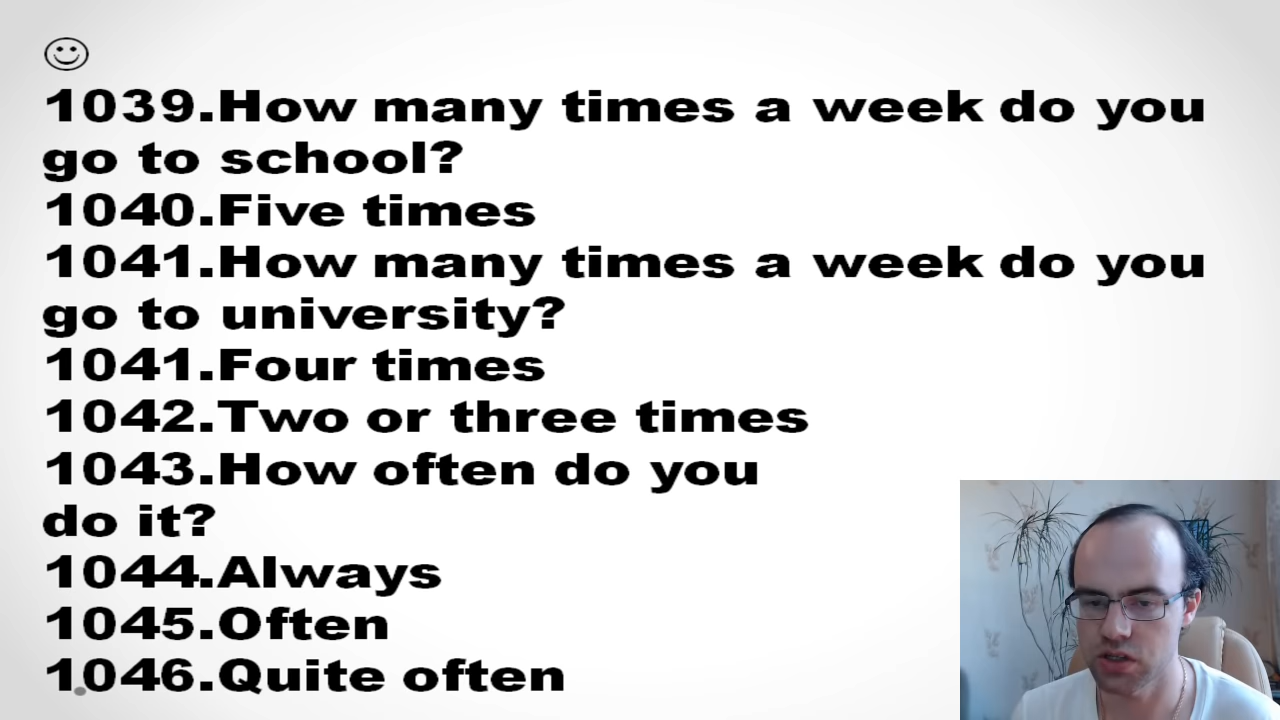 1039.How many times a week do you
go to school?
1040.Five times
1041.How many times a week do you
go to university?
1041.Four times
1042.Two or three times
1043.How often do you
do it?
1044.Always
1045.Often
1046.Quite often